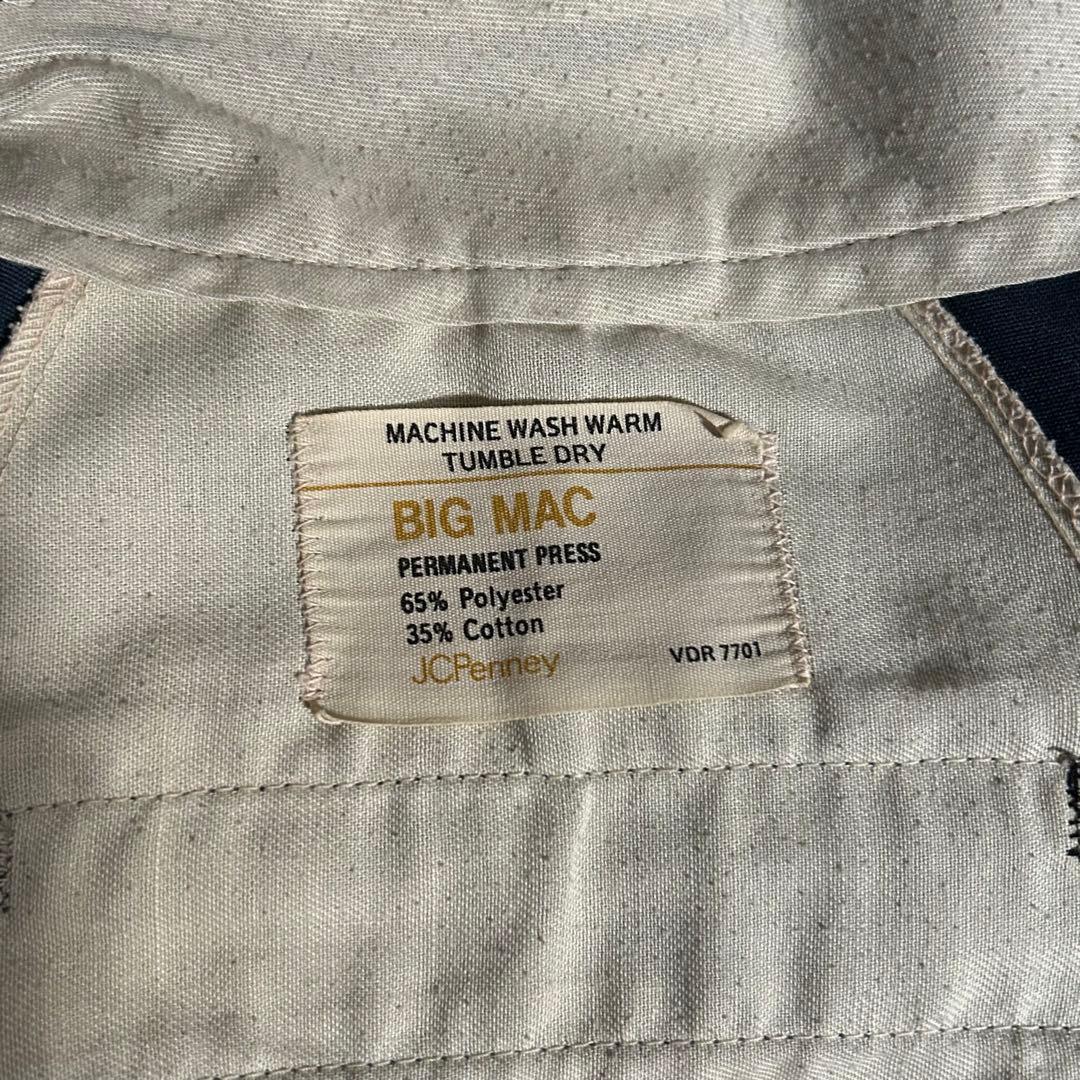 MACHINE WASH WARM
TUMBLE DRY
BIG MAC
PERMANENT PRESS
65% Polyester
35% Cotton
JCPenney
VDR 7701